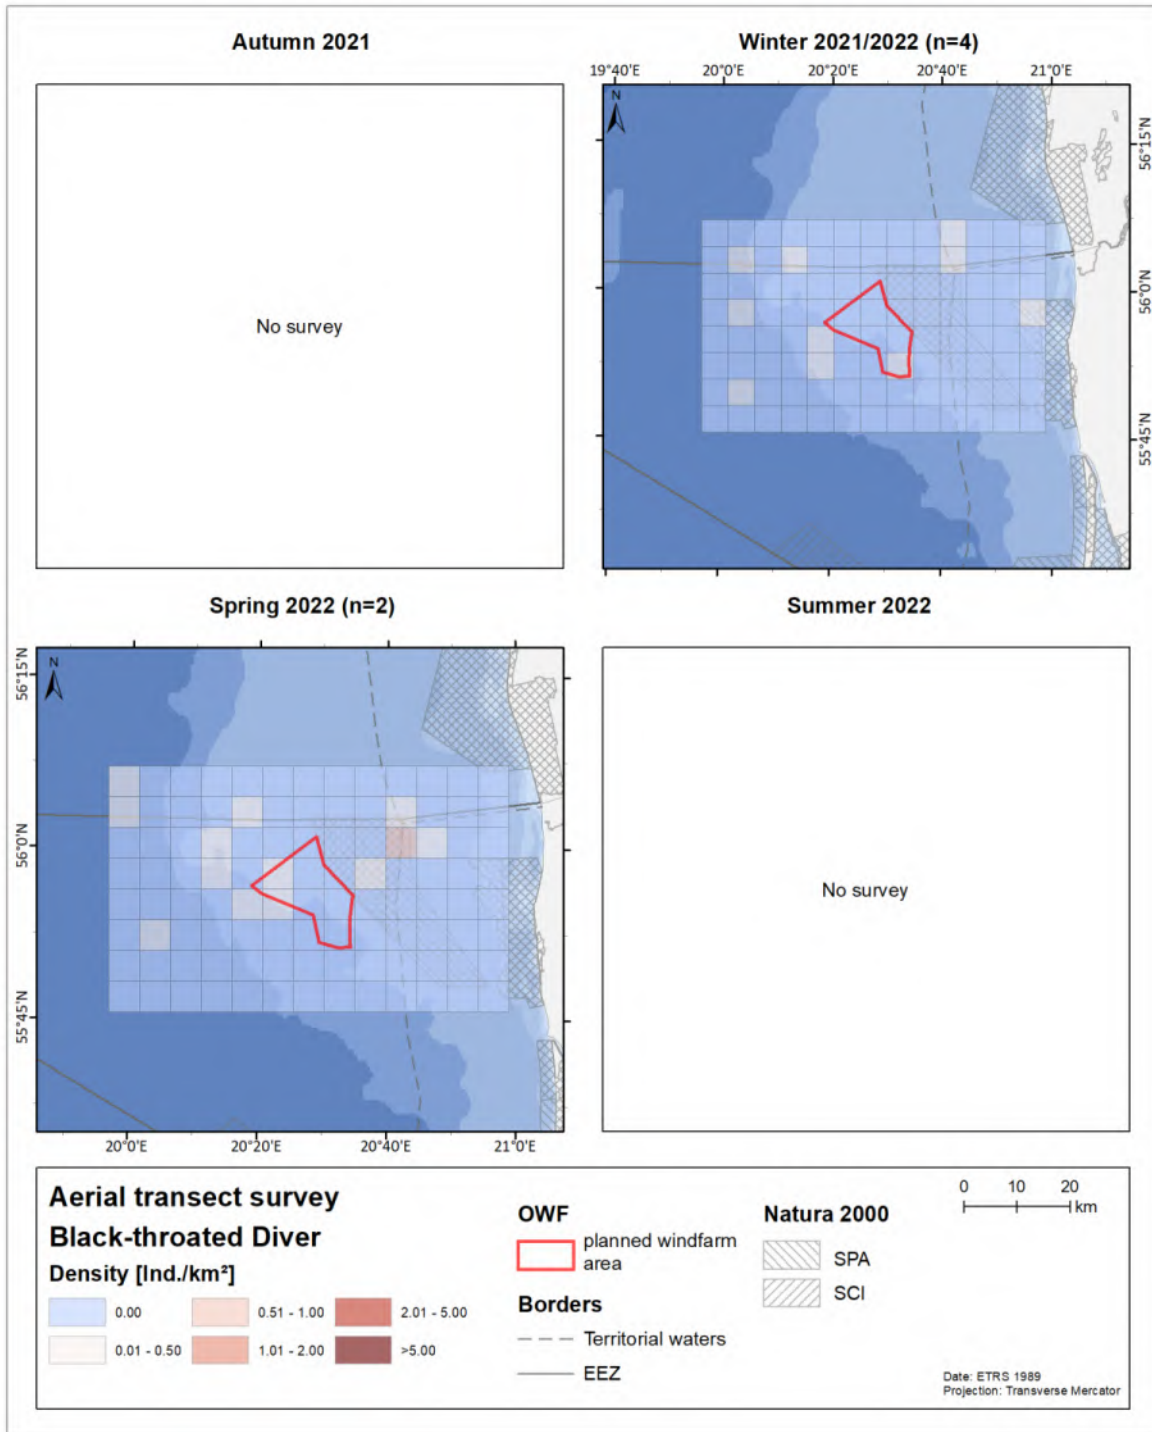 Autumn 2021
No survey
Winter 2021/2022 (n=4)
19°40'E 20°0'E 20°20'E 20°40'E 21°0'E
N
56°15'N
56°0'N
55°45'N
Spring 2022 (n=2)
N
56°15'N
56°0'N
55°45'N
20°0'E 20°20'E 20°40'E 21°0'E
Summer 2022
No survey
Aerial transect survey
Black-throated Diver
Density [Ind./km²]
0.00
0.01 - 0.50
0.51 - 1.00
1.01 - 2.00
2.01 - 5.00
>5.00
OWF
planned windfarm
area
Borders
Territorial waters
EEZ
Natura 2000
SPA
SCI
0 10 20
km
Date: ETRS 1989
Projection: Transverse Mercator